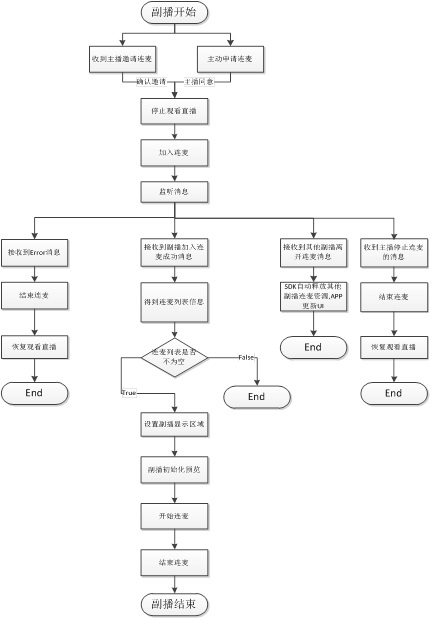 副播开始
收到主播邀请连麦
主动申请连麦
确认邀请
主播同意
停止观看直播
加入连麦
监听消息
接收到Error消息
接收到副播加入连
麦成功消息
接收到其他副播离
开连麦消息
收到主播停止连麦
的消息
结束连麦
得到连麦列表信息
SDK自动释放其他
副播连麦资源,APP
更新UI
结束连麦
恢复观看直播
连麦列表是否
不为空
End
恢复观看直播
False
End
True
End
End
设置副播显示区域
副播初始化预览
开始连麦
结束连麦
副播结束